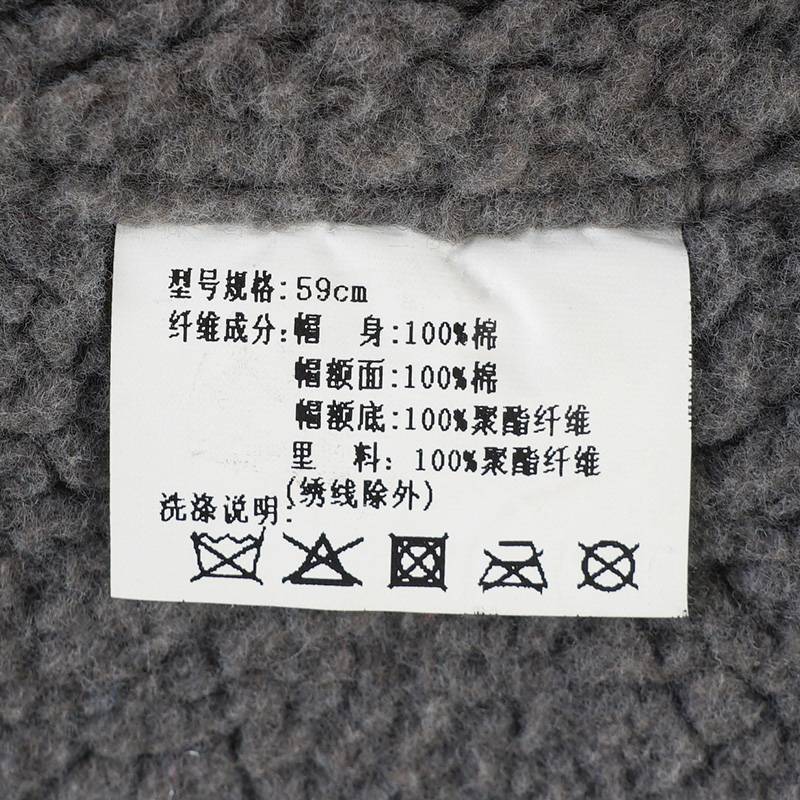 型号规格:59cm
纤维成分:帽 身:100%棉
帽额面:100%棉
帽额底:100%聚酯纤维
里 料: 100%聚酯纤维
(绣线除外)
洗涤说明: